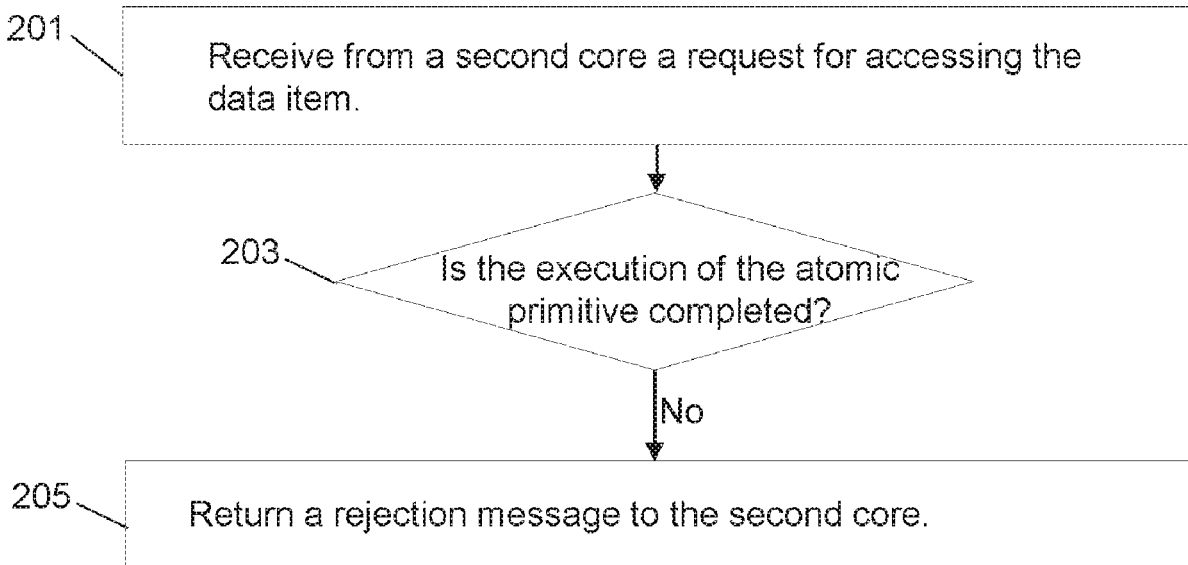 201
Receive from a second core a request for accessing the
data item.
203
Is the execution of the atomic
primitive completed?
No
205
Return a rejection message to the second core.